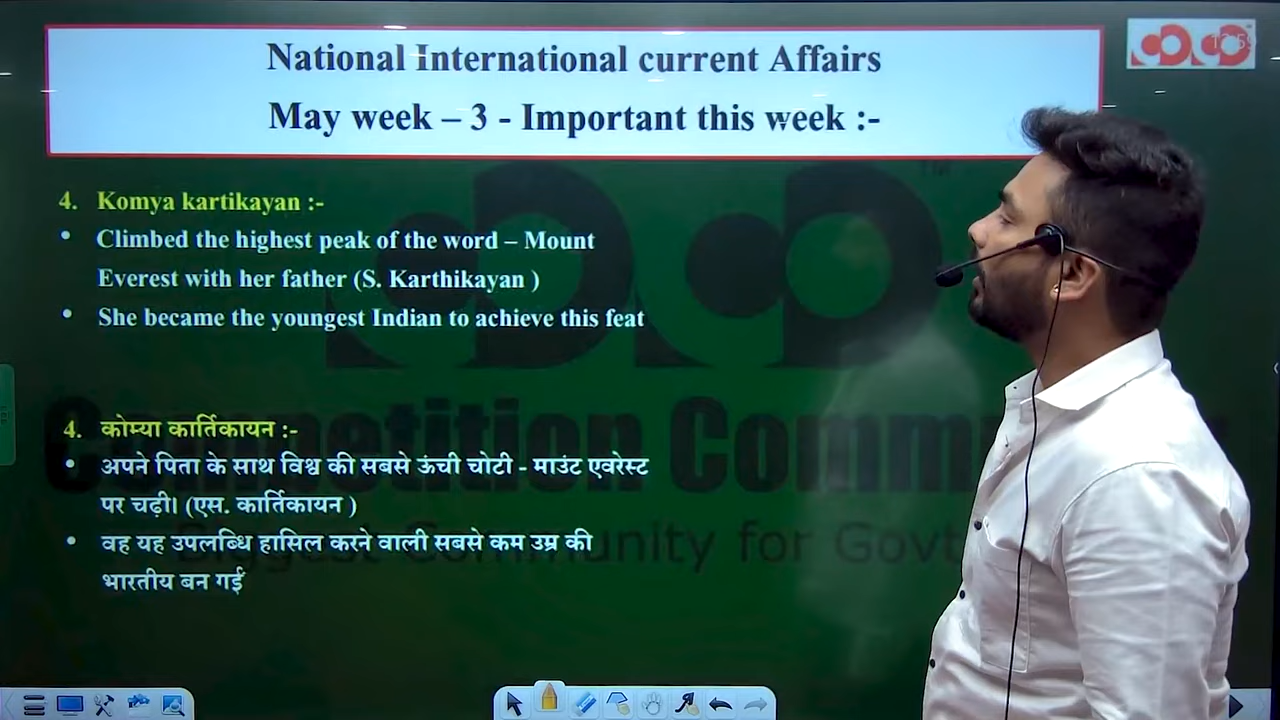 National International current Affairs
May week – 3 - Important this week :-
4. Komya kartikayan :-
• Climbed the highest peak of the word – Mount
Everest with her father (S. Karthikayan )
• She became the youngest Indian to achieve this feat
4. कोम्या कार्तिकायन :-
• अपने पिता के साथ विश्व की सबसे ऊंची चोटी - माउंट एवरेस्ट
पर चढ़ी। (एस. कार्तिकायन )
• वह यह उपलब्धि हासिल करने वाली सबसे कम उम्र की
भारतीय बन गई